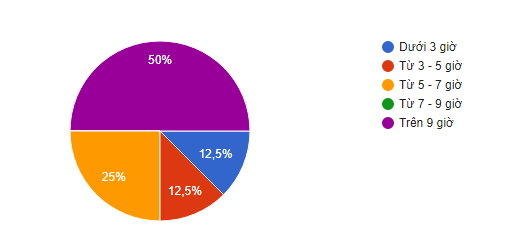 50%
12,5%
25%
12,5%
Dưới 3 giờ
Từ 3 - 5 giờ
Từ 5 - 7 giờ
Từ 7 - 9 giờ
Trên 9 giờ